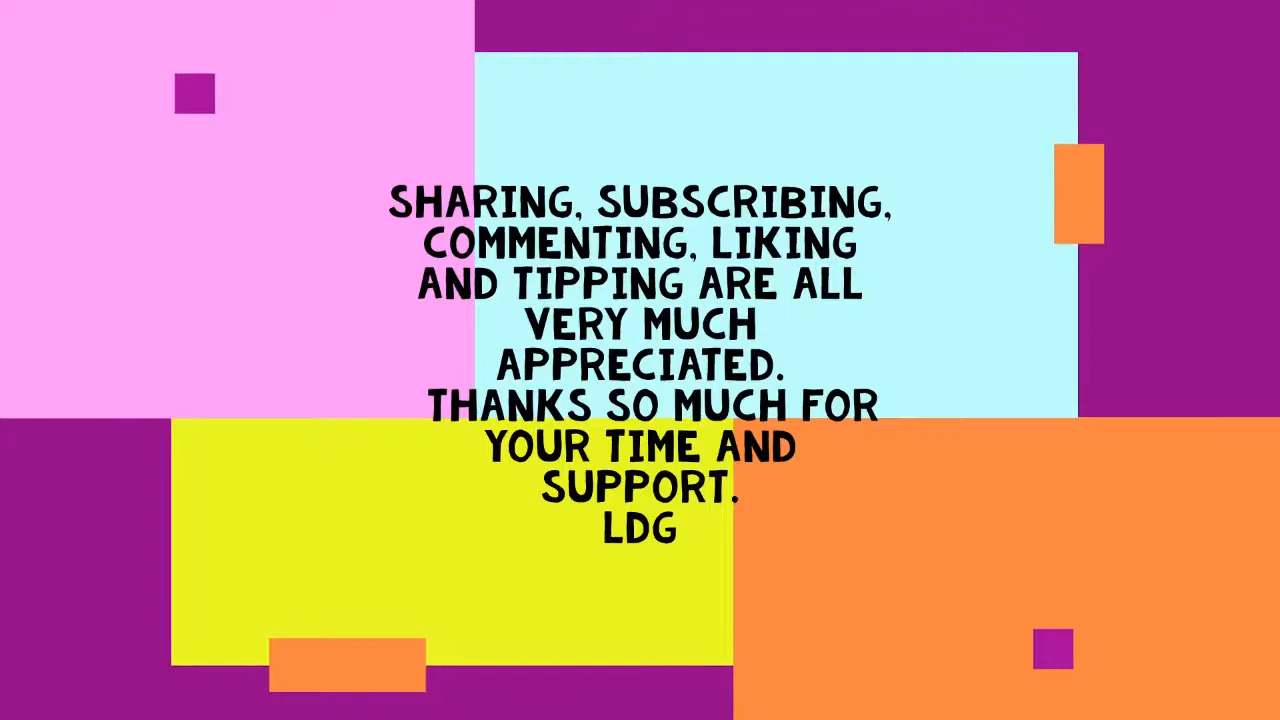 SHARING, SUBSCRIBING,
COMMENTING, LIKING
AND TIPPING ARE ALL
VERY MUCH
APPRECIATED.
THANKS SO MUCH FOR
YOUR TIME AND
SUPPORT.
LDG